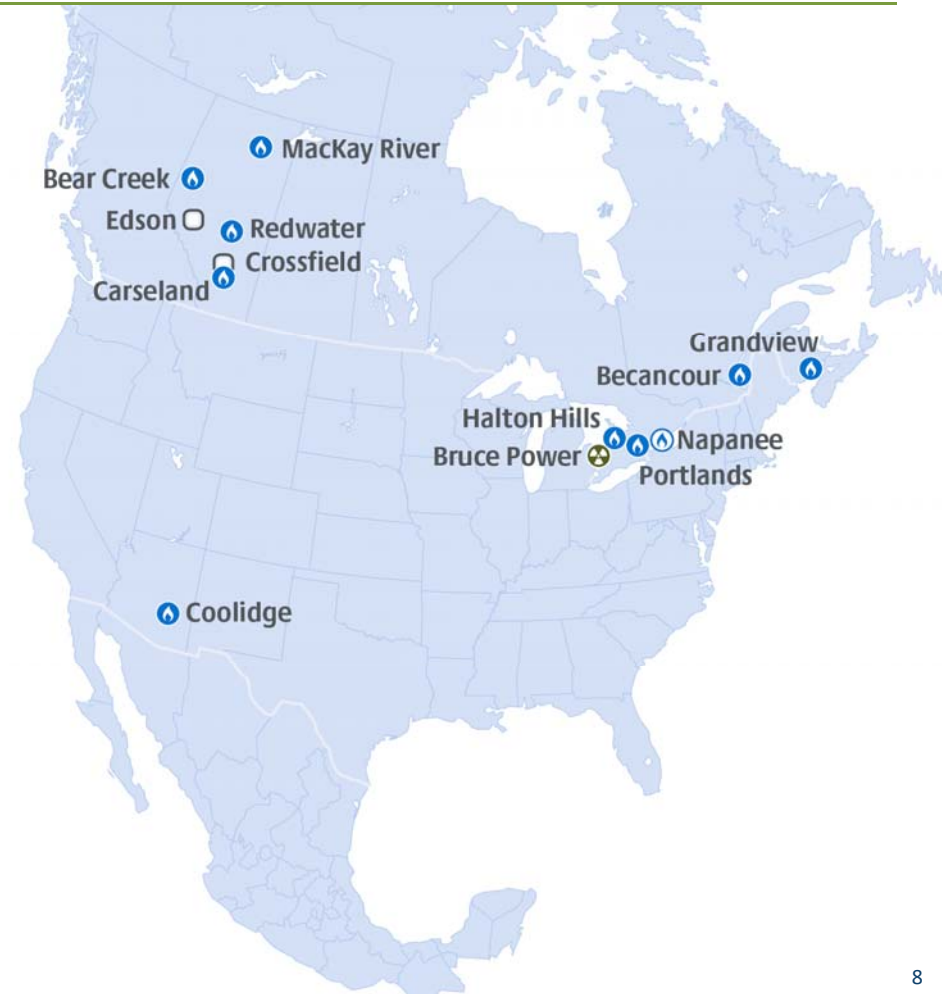 MacKay River
Bear Creek
Edson
Redwater
Crossfield
Carseland
Grandview
Becancour
Halton Hills
Napanee
Bruce Power
Portlands
Coolidge
8